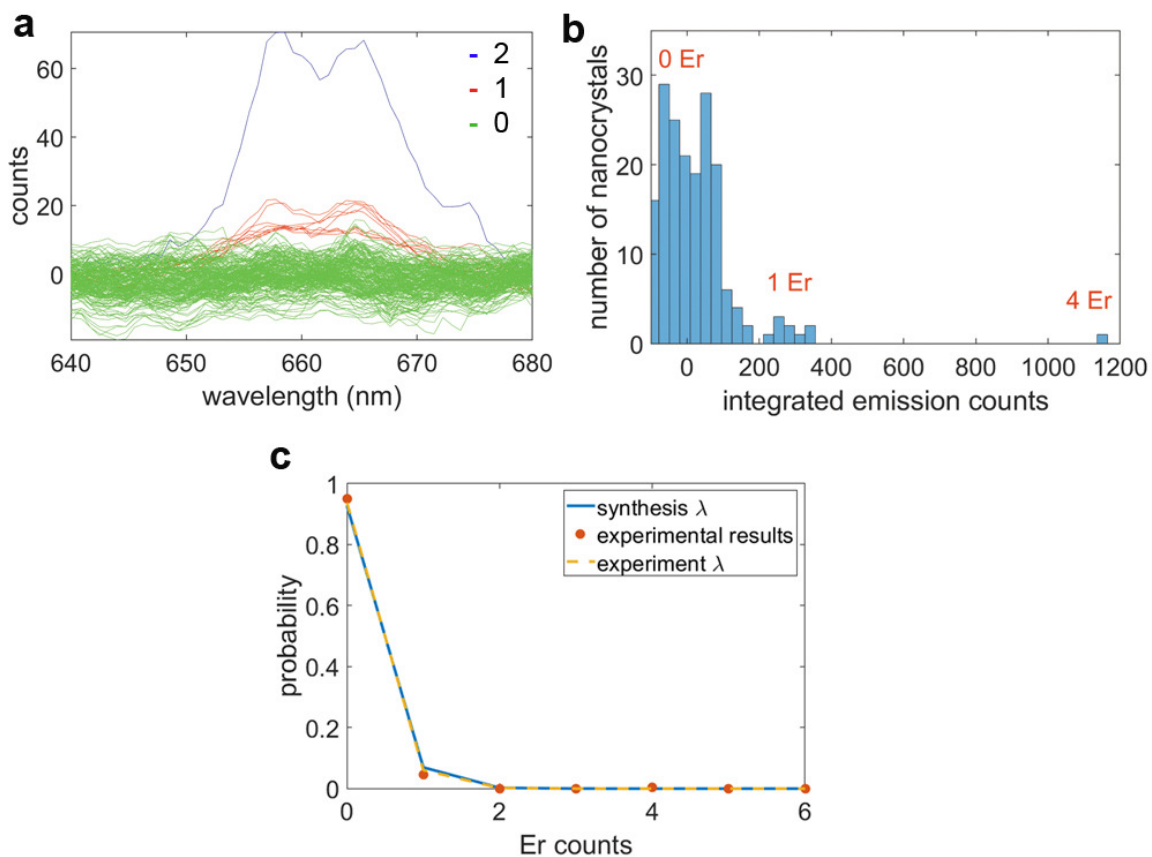 a
60
40
20
0
counts
2
1
0
640
650
660
670
680
wavelength (nm)
b
30
20
10
0
number of nanocrystals
0 Er
1 Er
4 Er
0
200
400
600
800
1000
1200
integrated emission counts
c
1
0.8
0.6
0.4
0.2
0
probability
synthesis λ
experimental results
experiment λ
0
2
4
6
Er counts